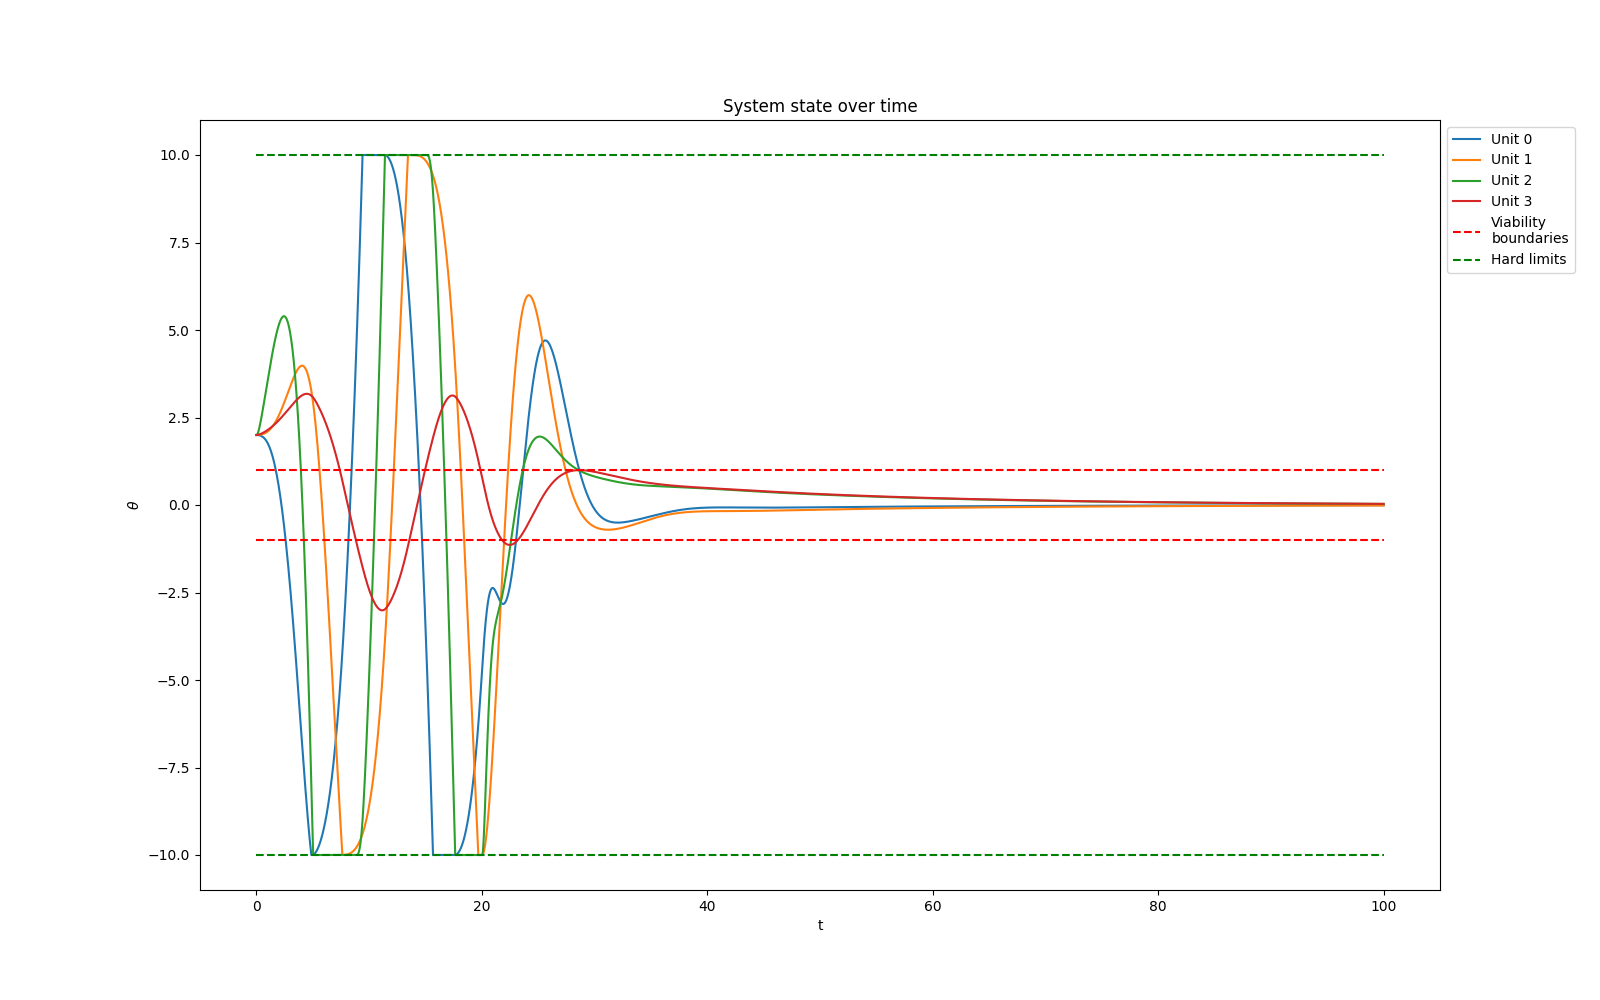 System state over time
10.0
7.5
5.0
2.5
0.0
−2.5
−5.0
−7.5
−10.0
θ
0 20 40 60 80 100
t
Unit 0
Unit 1
Unit 2
Unit 3
Viability
boundaries
Hard limits